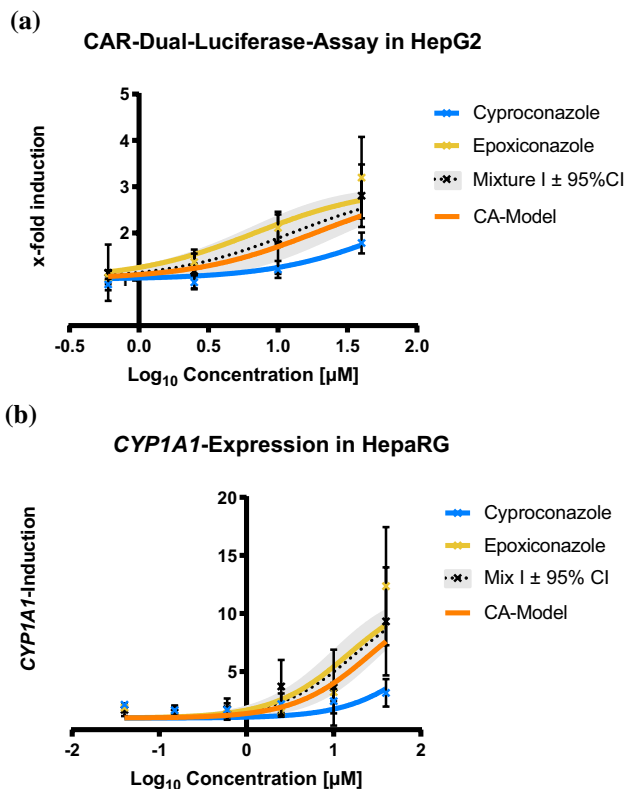 (a)
CAR-Dual-Luciferase-Assay in HepG2
x-fold induction
5
4
3
2
-0.5
0.0
0.5
1.0
1.5
2.0
Log₁₀ Concentration [µM]
Cyproconazole
Epoxiconazole
Mixture I ± 95%CI
CA-Model
(b)
CYP1A1-Expression in HepaRG
CYP1A1-Induction
20
15
10
5
-2
-1
0
1
2
Log₁₀ Concentration [µM]
Cyproconazole
Epoxiconazole
Mix I ± 95% CI
CA-Model